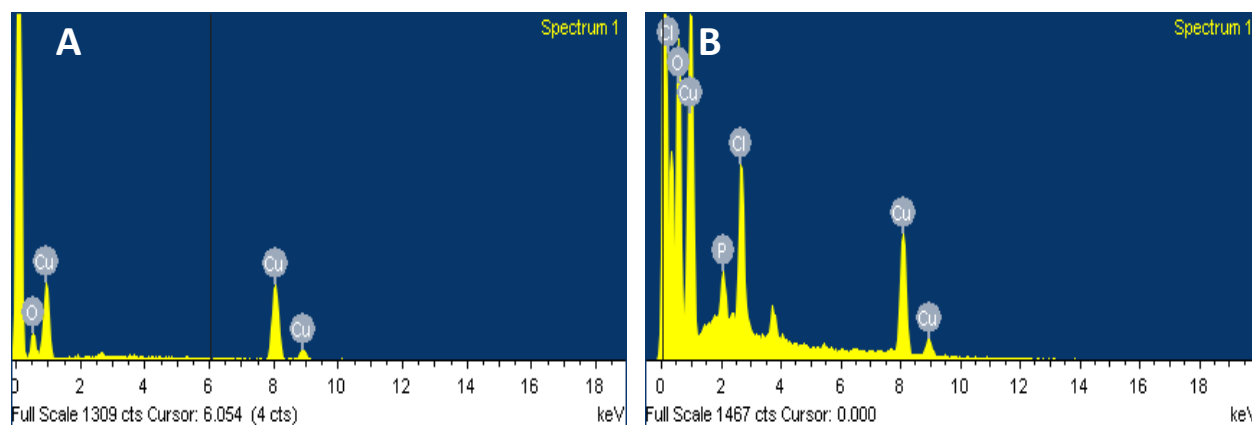 A
Spectrum 1
Cu
O
Cu
Cu
0 2 4 6 8 10 12 14 16 18
Full Scale 1309 cts Cursor: 6.054 (4 cts) keV
B
Spectrum 1
Cl
O
Cu
Cl
P
Cu
Cu
0 2 4 6 8 10 12 14 16 18
Full Scale 1467 cts Cursor: 0.000 keV